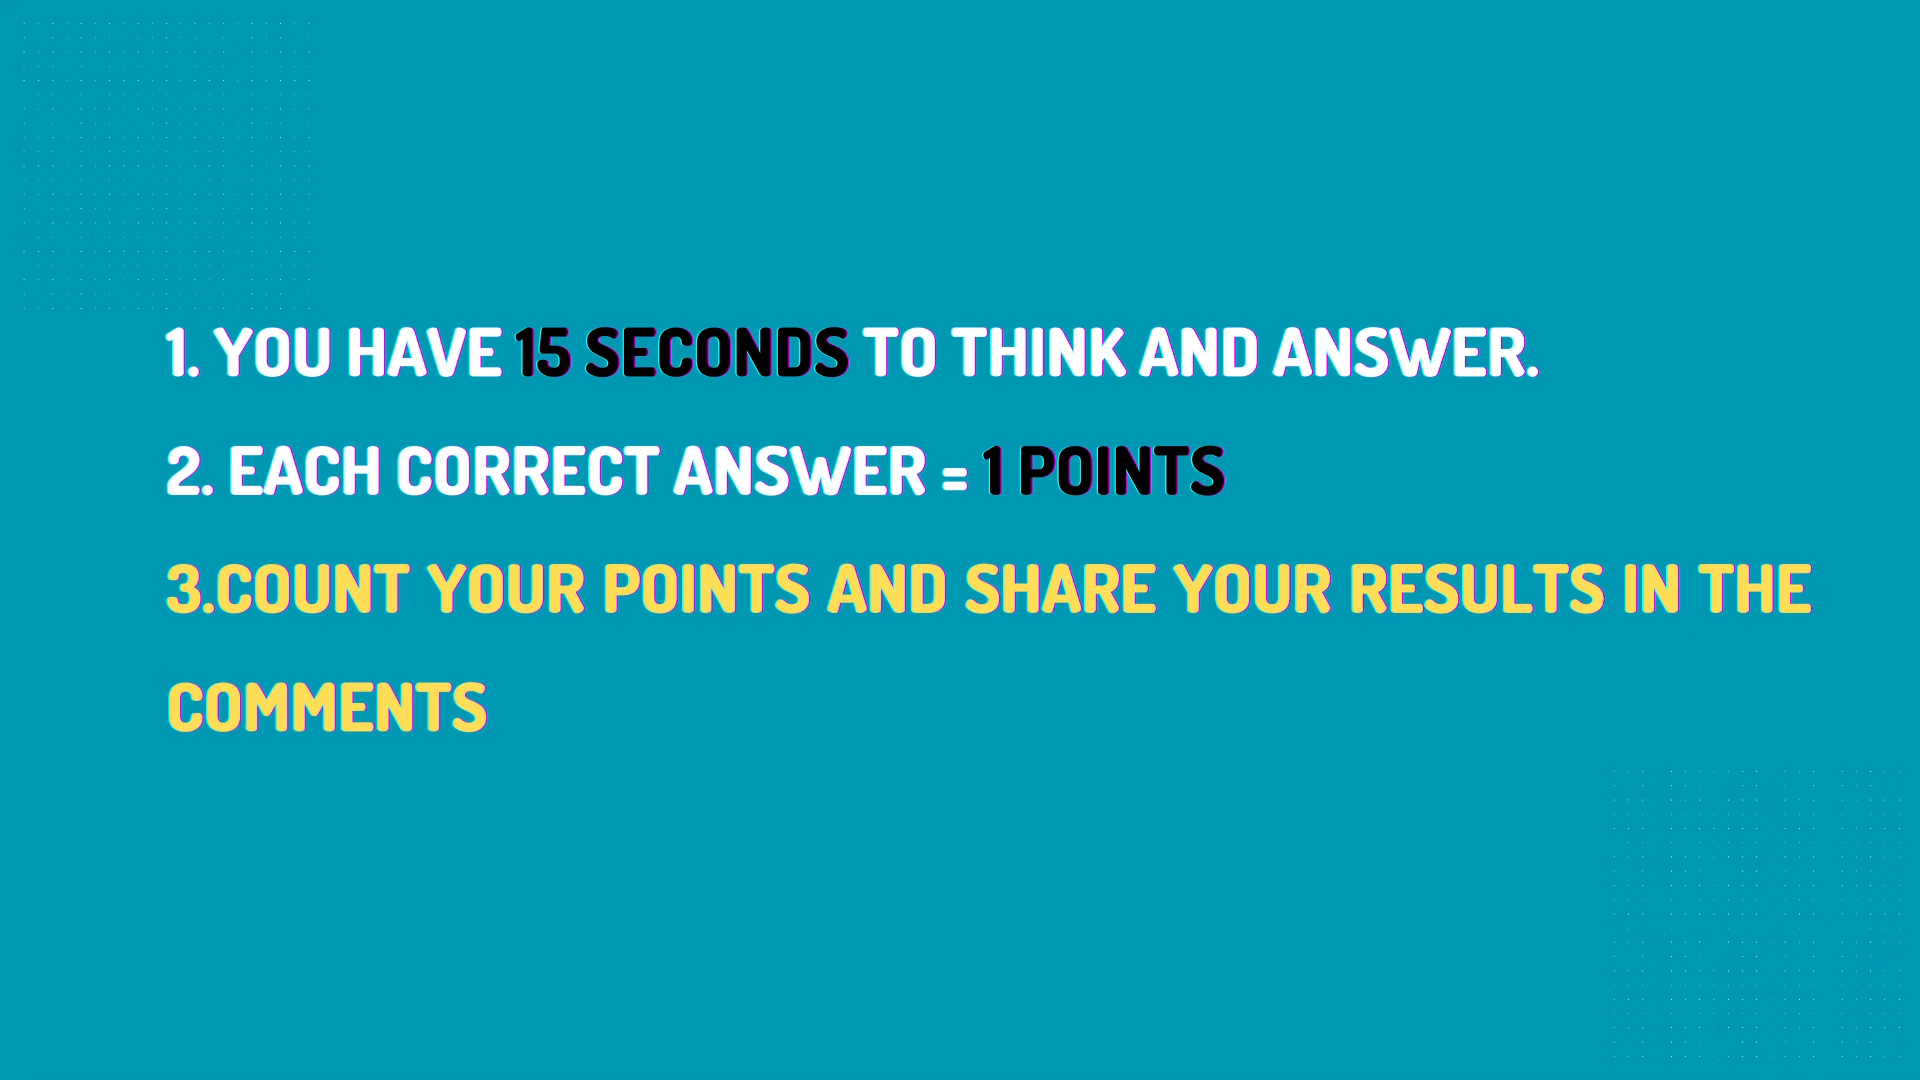 1. YOU HAVE 15 SECONDS TO THINK AND ANSWER.
2. EACH CORRECT ANSWER = 1 POINTS
3.COUNT YOUR POINTS AND SHARE YOUR RESULTS IN THE
COMMENTS